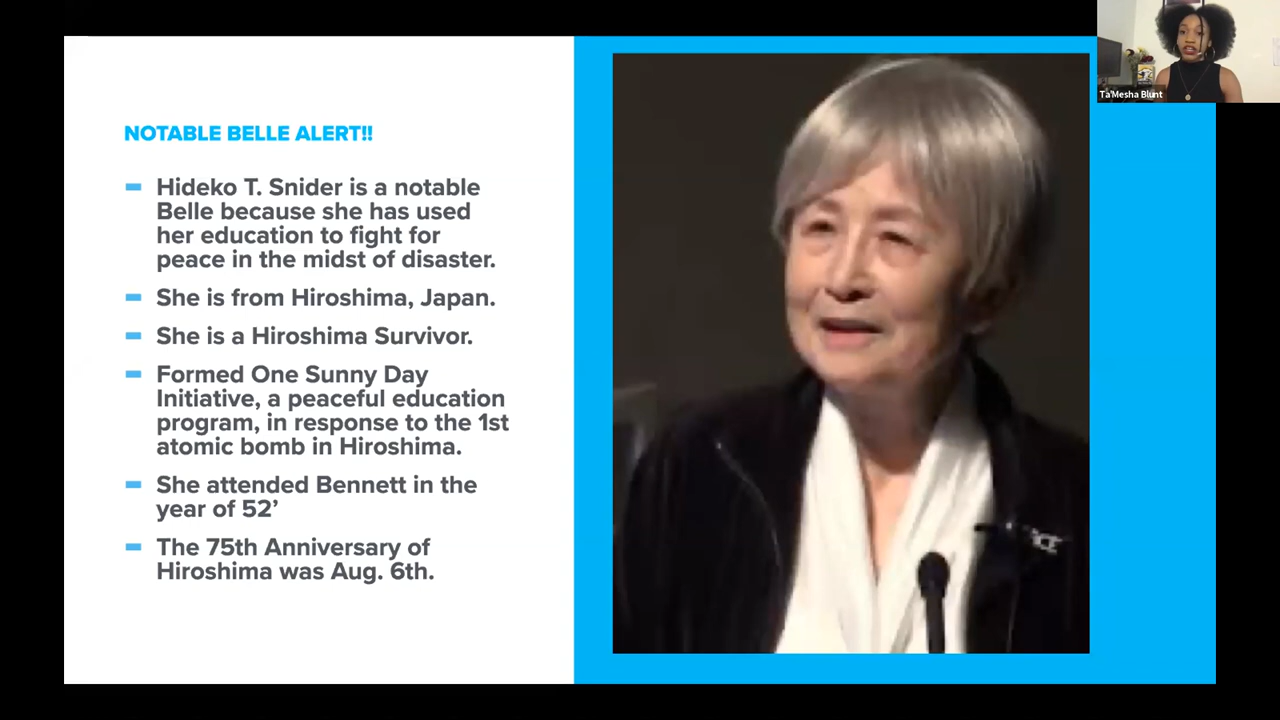 NOTABLE BELLE ALERT!!
Hideko T. Snider is a notable
Belle because she has used
her education to fight for
peace in the midst of disaster.
She is from Hiroshima, Japan.
She is a Hiroshima Survivor.
Formed One Sunny Day
Initiative, a peaceful education
program, in response to the 1st
atomic bomb in Hiroshima.
She attended Bennett in the
year of 52’
The 75th Anniversary of
Hiroshima was Aug. 6th.
Ta'Mesha Blunt